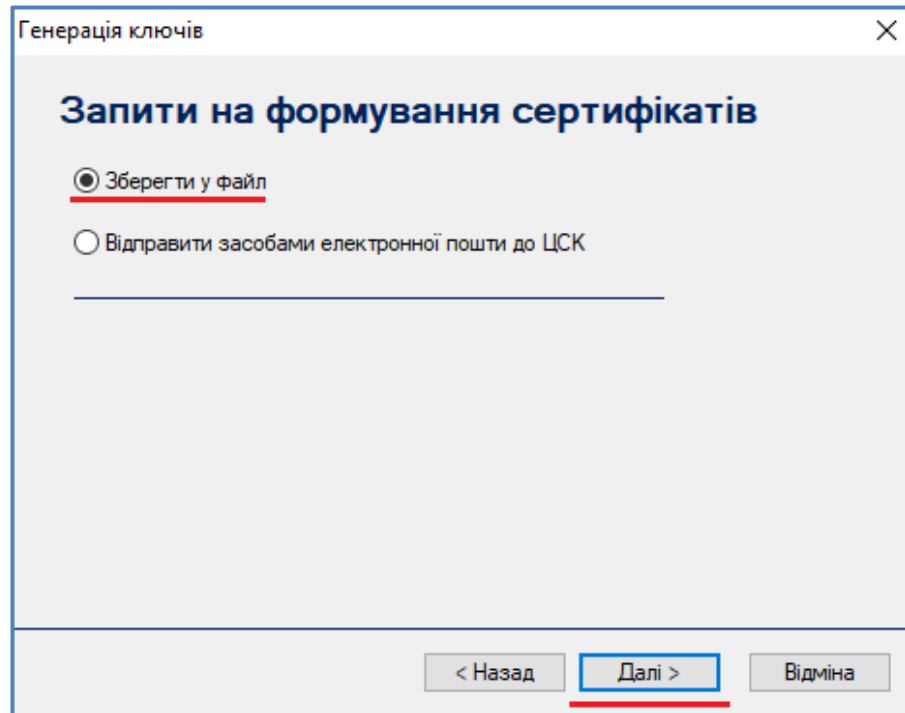 Генерація ключів
Запити на формування сертифікатів
Зберегти у файл
Відправити засобами електронної пошти до ЦСК
< Назад
Далі >
Відміна